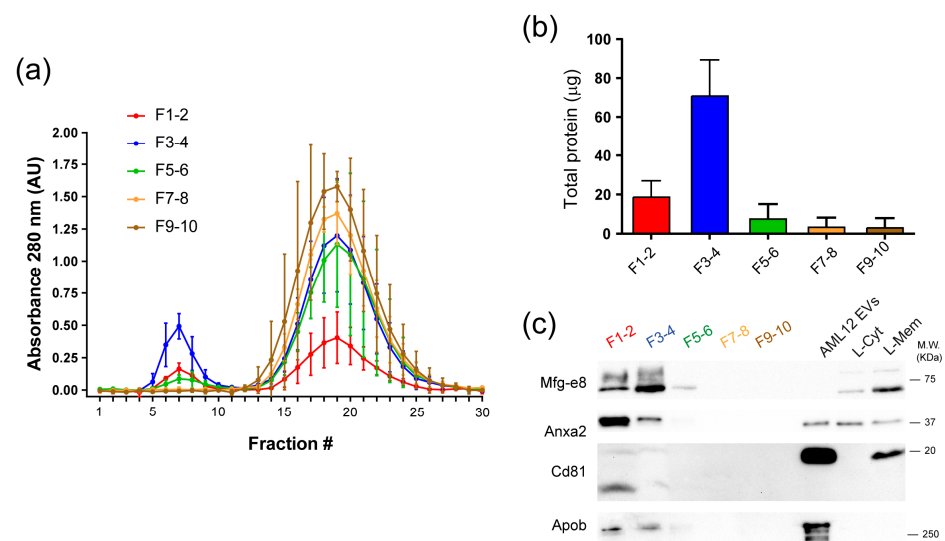 (a)
F1-2
F3-4
F5-6
F7-8
F9-10
Absorbance 280 nm (AU)
2.00
1.75
1.50
1.25
1.00
0.75
0.50
0.25
0.00
1 5 10 15 20 25 30
Fraction #
(b)
Total protein (μg)
100
80
60
40
20
0
F1-2 F3-4 F5-6 F7-8 F9-10
(c)
F1-2 F3-4 F5-6 F7-8 F9-10 AML12 EVs L-Cyt L-Mem
M.W.
(KDa)
Mfg-e8
75
Anxa2
37
20
Cd81
Apob
250